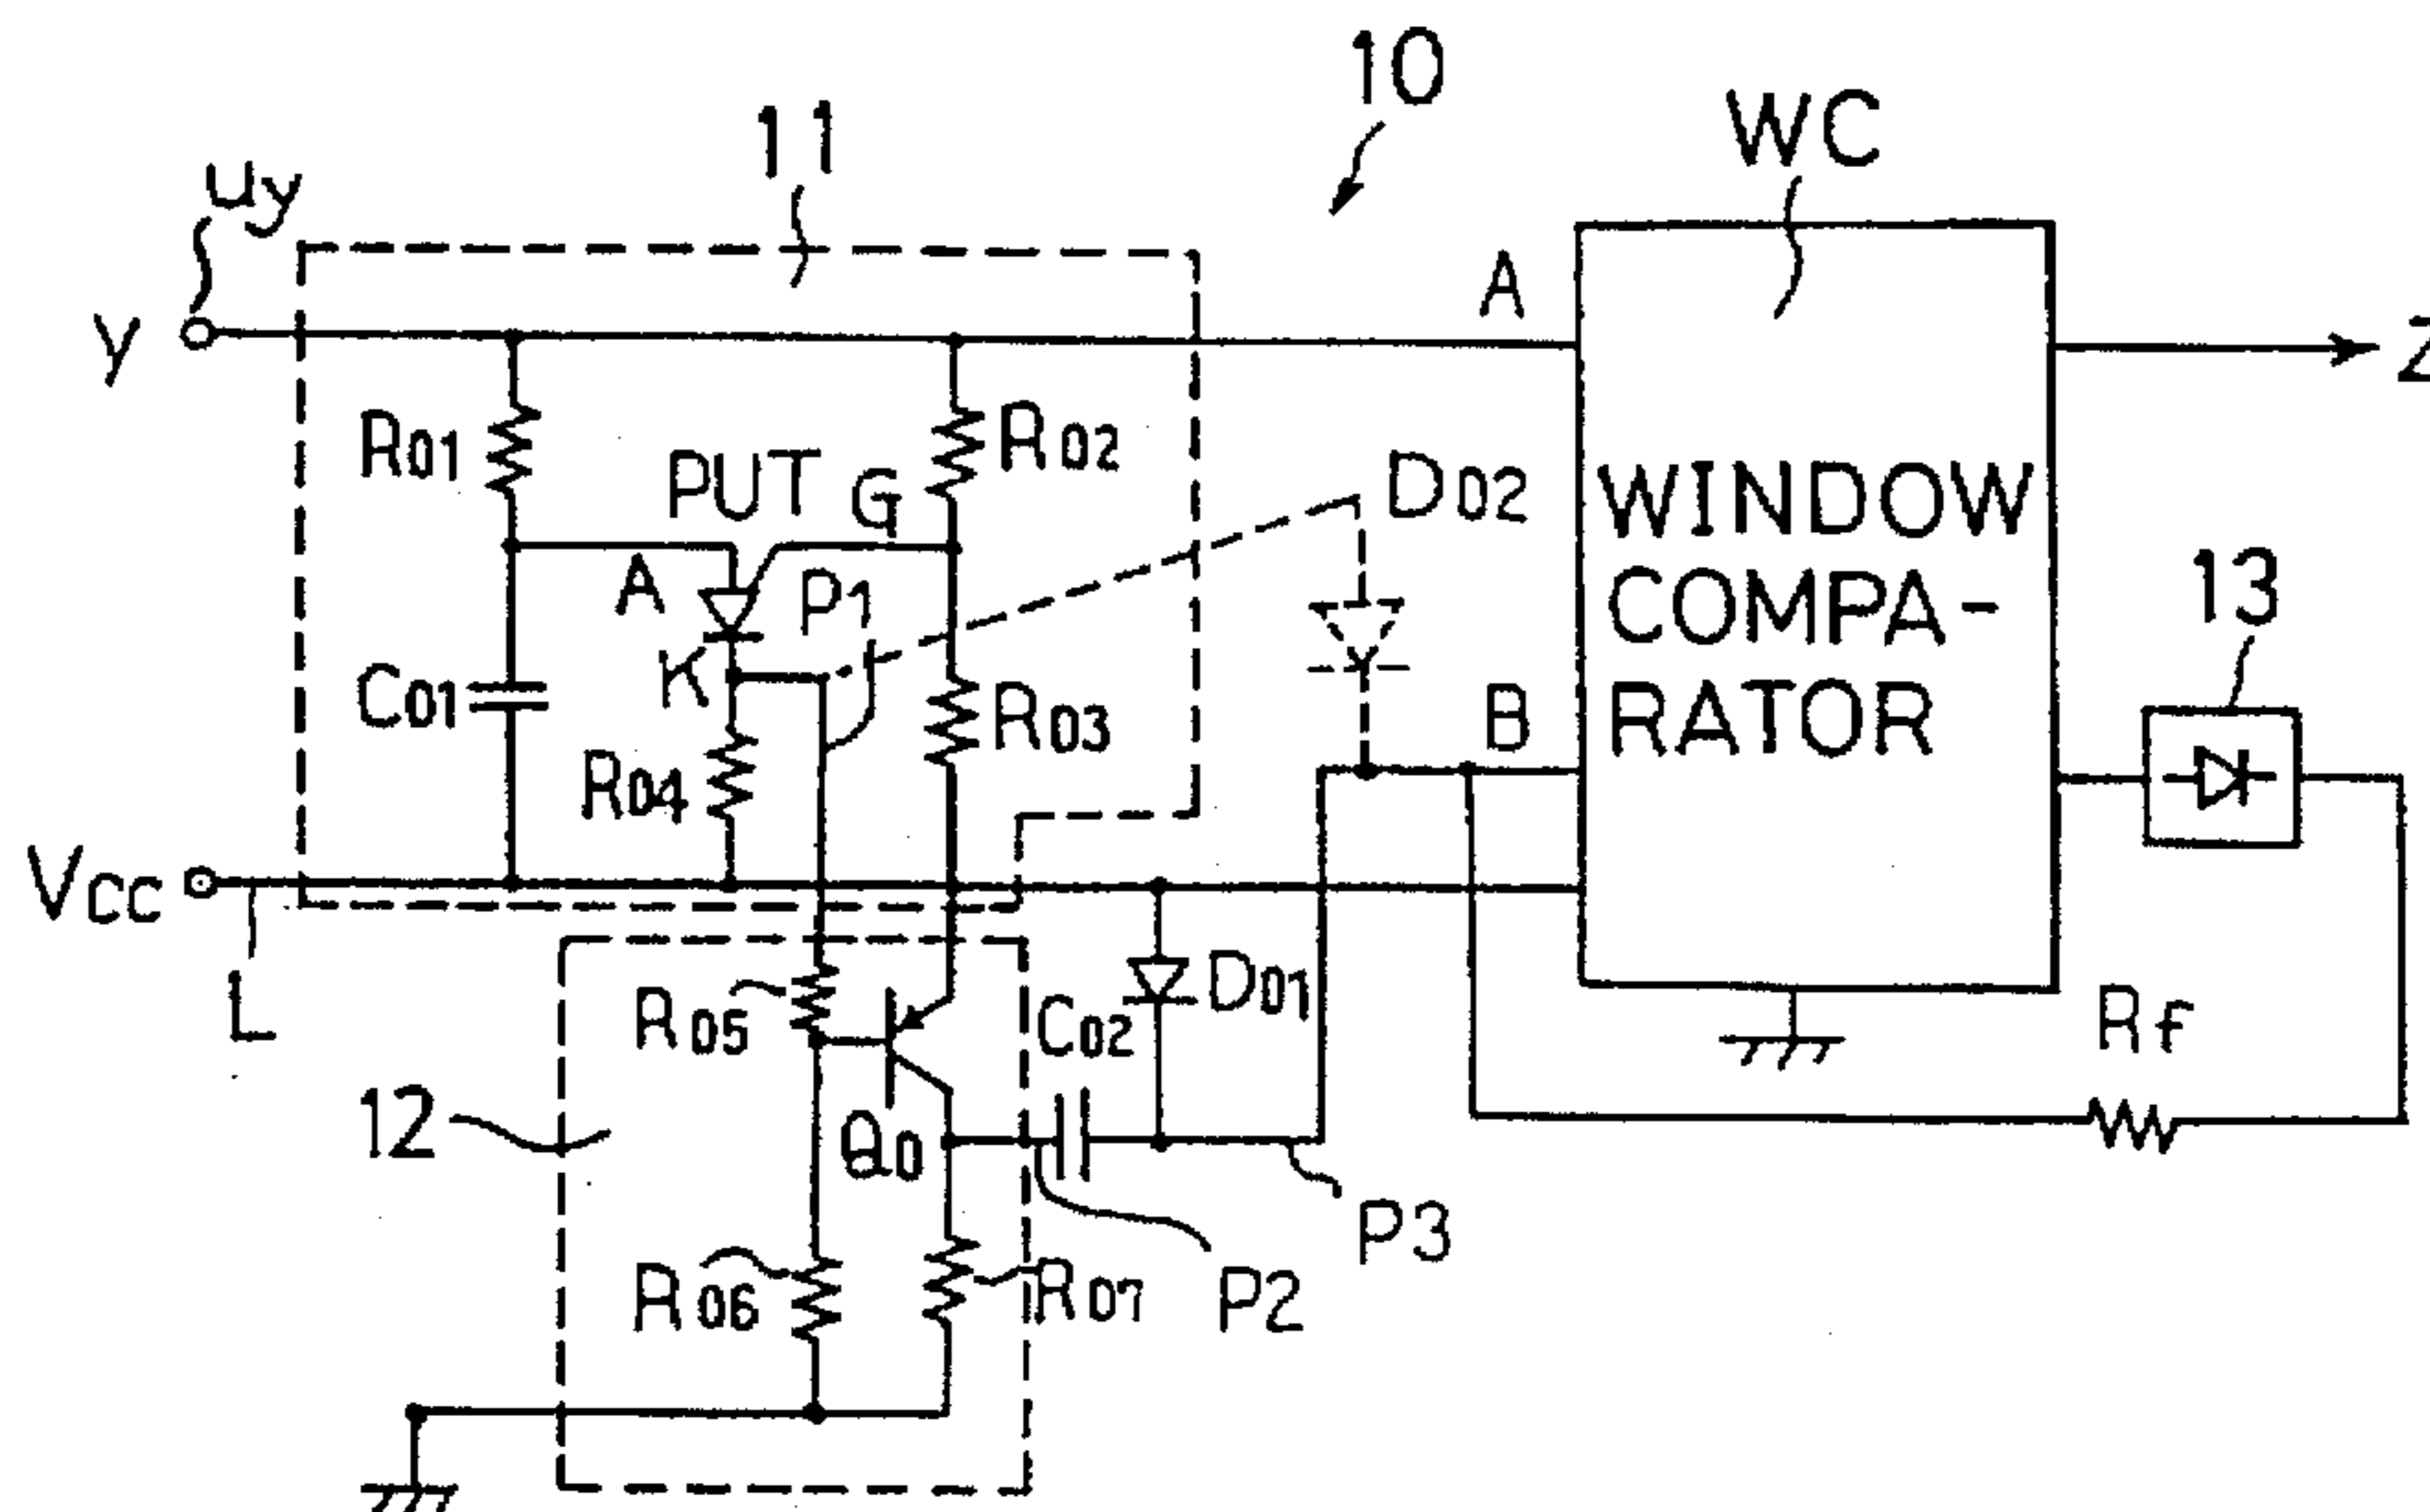 10
11
WC
uy
A
y
Z
R01
R02
PUT
G
D02
WINDOW
COMPA-
RATOR
A
P1
13
K
C01
R03
B
R04
VCC
L
D01
R05
C02
Rf
12
Q0
P3
R06
R07
P2